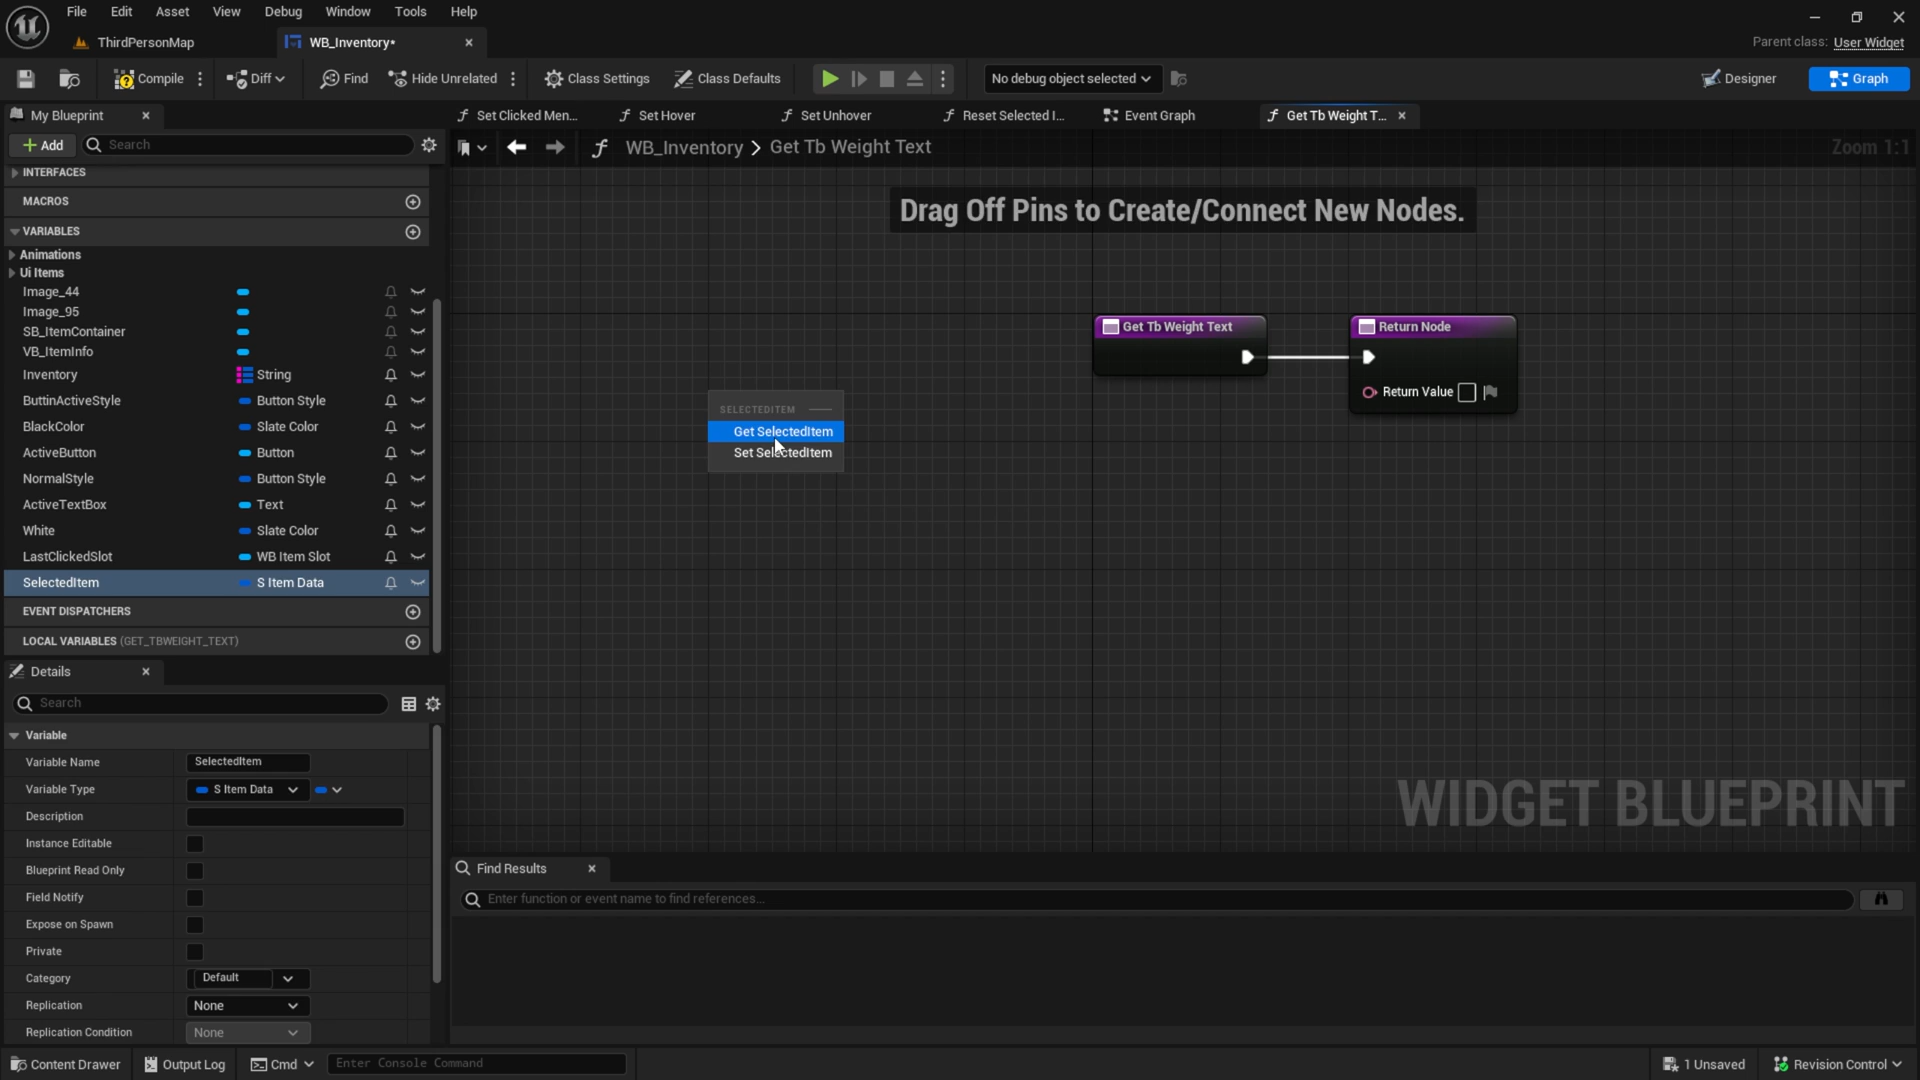 File Edit Asset View Debug Window Tools Help
ThirdPersonMap
WB_Inventory*
Parent class: User Widget
Compile
Diff
Find
Hide Unrelated
Class Settings
Class Defaults
No debug object selected
Designer
Graph
My Blueprint
Set Clicked Men...
Set Hover
Set Unhover
Reset Selected I...
Event Graph
Get Tb Weight T...
Add
Search
WB_Inventory > Get Tb Weight Text
Zoom 1:1
INTERFACES
MACROS
VARIABLES
Animations
Ui Items
Image_44
Image_95
SB_ItemContainer
VB_ItemInfo
Inventory String
ButtinActiveStyle Button Style
BlackColor Slate Color
ActiveButton Button
NormalStyle Button Style
ActiveTextBox Text
White Slate Color
LastClickedSlot WB Item Slot
SelectedItem S Item Data
EVENT DISPATCHERS
LOCAL VARIABLES (GET_TBWEIGHT_TEXT)
Drag Off Pins to Create/Connect New Nodes.
Get Tb Weight Text
Return Node
Return Value
SELECTEDITEM
Get SelectedItem
Set SelectedItem
WIDGET BLUEPRINT
Details
Search
Variable
Variable Name SelectedItem
Variable Type S Item Data
Description
Instance Editable
Blueprint Read Only
Field Notify
Expose on Spawn
Private
Category Default
Replication None
Replication Condition None
Find Results
Enter function or event name to find references...
Content Drawer
Output Log
Cmd
Enter Console Command
1 Unsaved
Revision Control